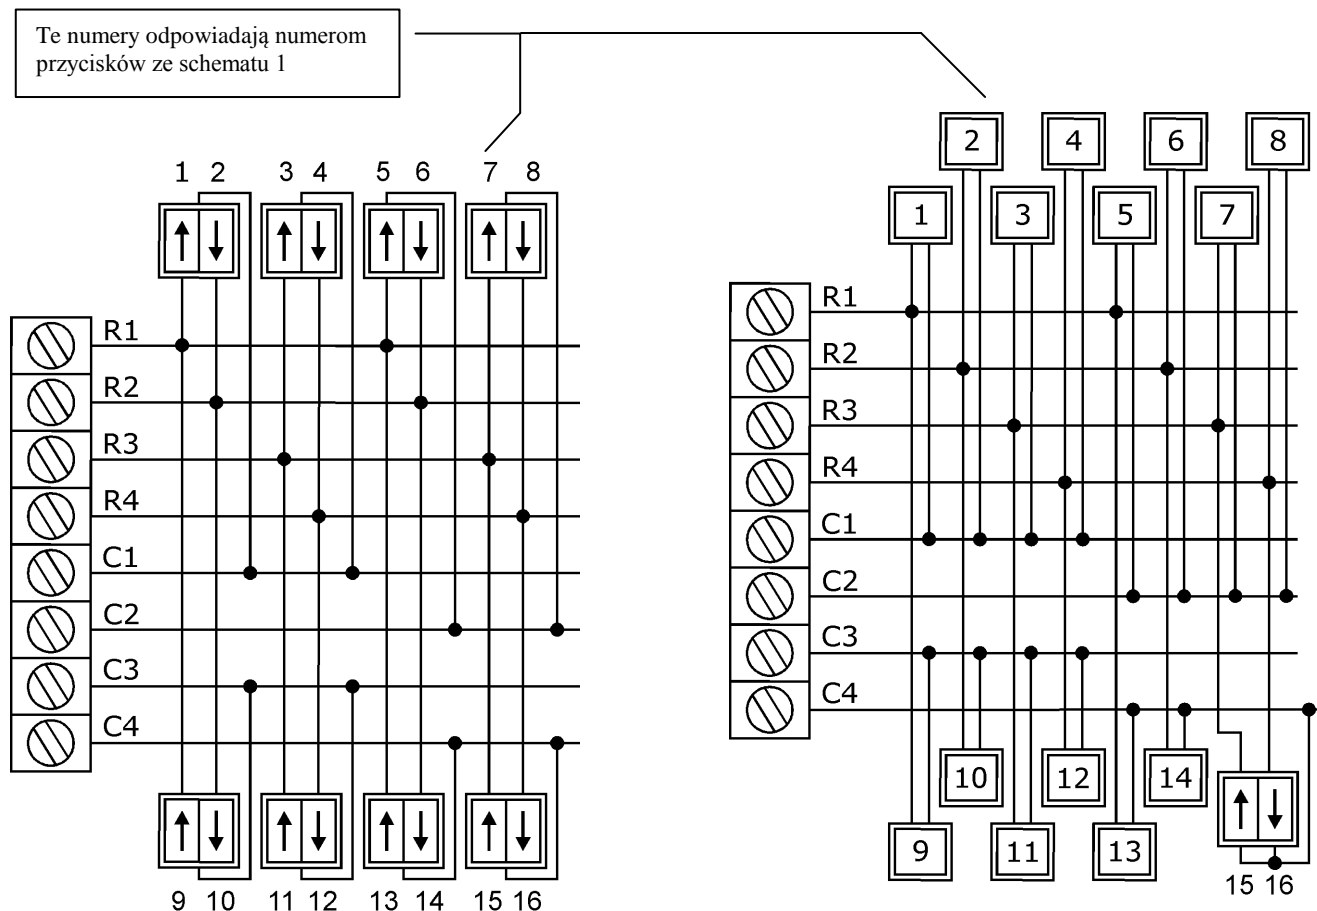 Te numery odpowiadają numerom
przycisków ze schematu 1
1 2 3 4 5 6 7 8
R1
R2
R3
R4
C1
C2
C3
C4
9 10 11 12 13 14 15 16
2 4 6 8
1 3 5 7
R1
R2
R3
R4
C1
C2
C3
C4
10 12 14
9 11 13
15 16